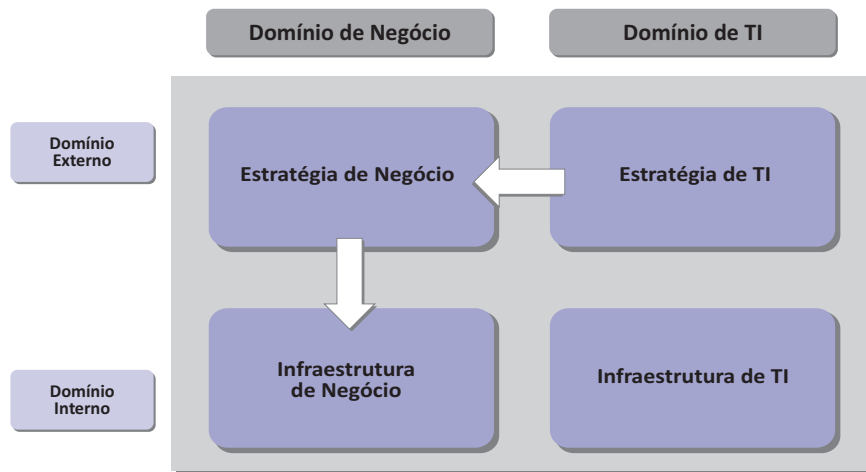 Domínio de Negócio
Domínio de TI
Domínio
Externo
Estratégia de Negócio
Estratégia de TI
Domínio
Interno
Infraestrutura
de Negócio
Infraestrutura de TI